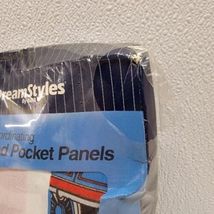 DreamStyles
ordinating
d Pocket Panels